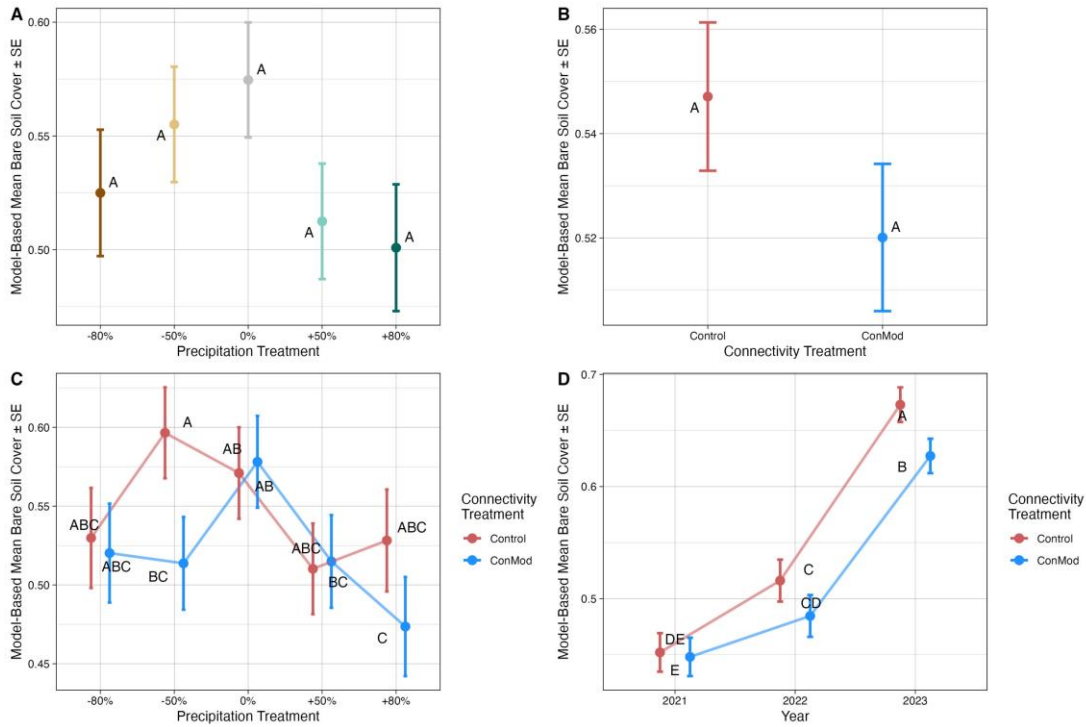 A
Model-Based Mean Bare Soil Cover ± SE
0.60
0.55
0.50
A
A
A
A
A
-80%
-50%
0%
+50%
+80%
Precipitation Treatment
B
Model-Based Mean Bare Soil Cover ± SE
0.56
0.54
0.52
A
A
Control
ConMod
Connectivity Treatment
C
Model-Based Mean Bare Soil Cover ± SE
0.60
0.55
0.50
0.45
ABC
ABC
A
BC
AB
AB
ABC
BC
ABC
C
-80%
-50%
0%
+50%
+80%
Precipitation Treatment
Connectivity
Treatment
Control
ConMod
D
Model-Based Mean Bare Soil Cover ± SE
0.7
0.6
0.5
DE
E
C
CD
A
B
2021
2022
2023
Year
Connectivity
Treatment
Control
ConMod